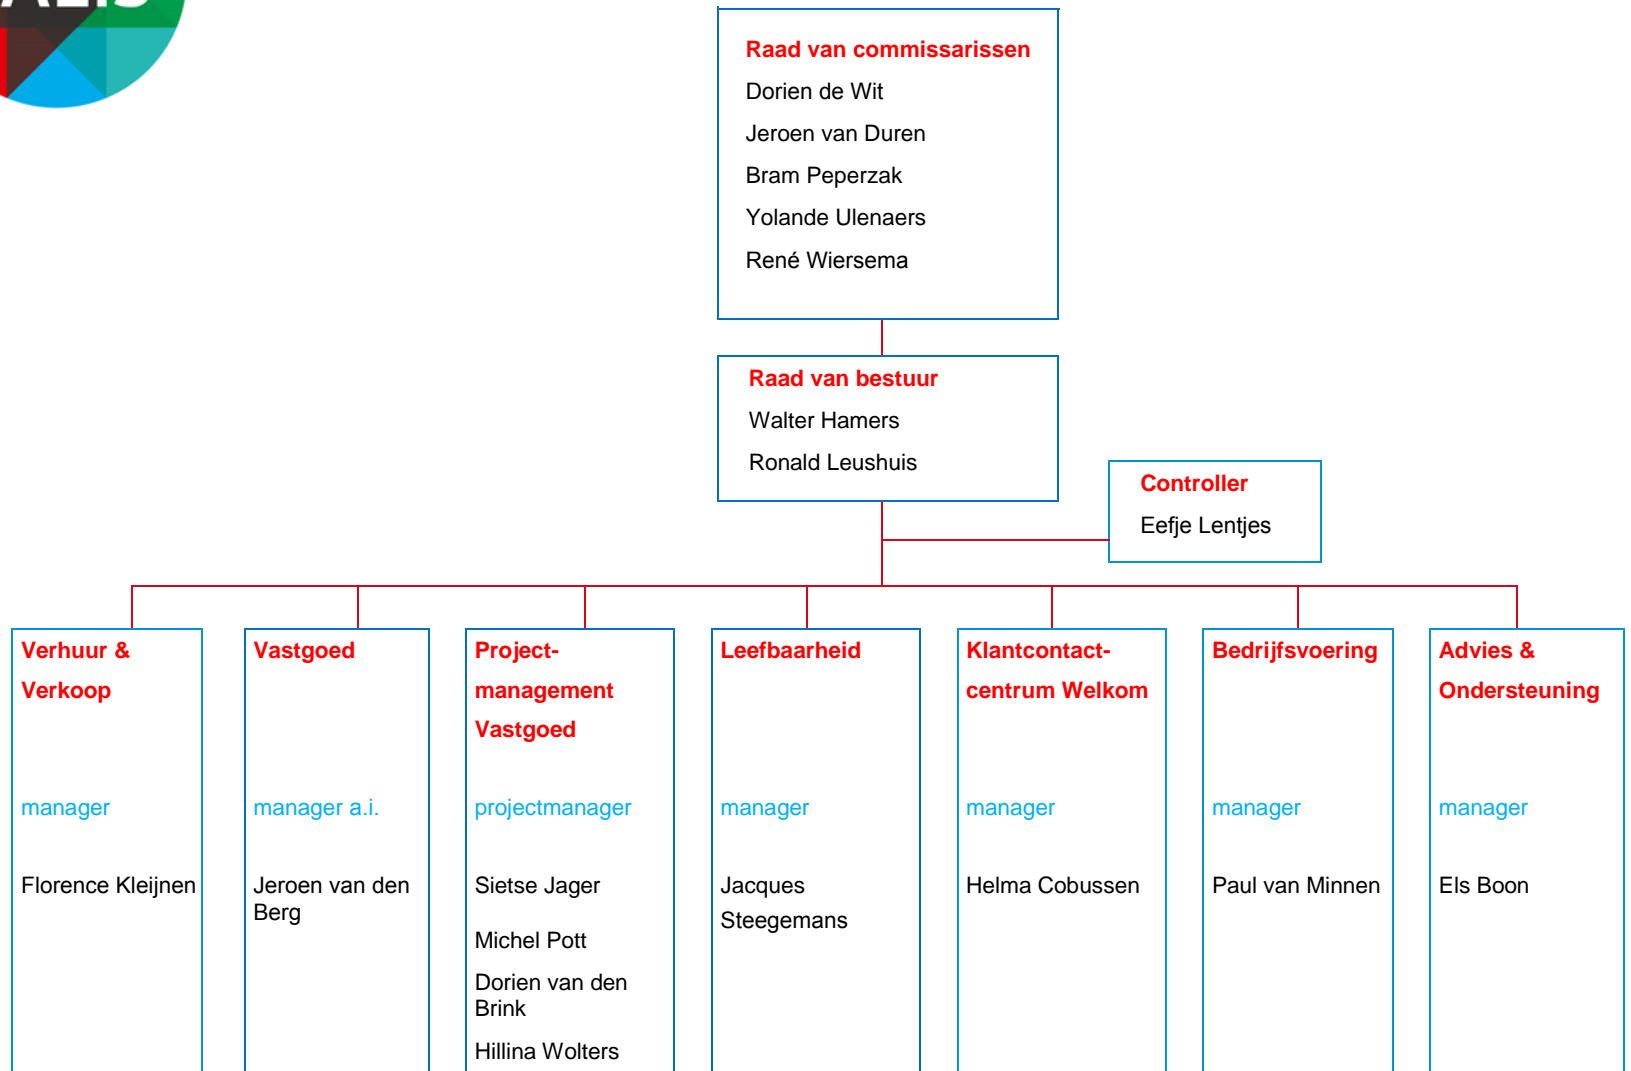 Raad van commissarissen
Dorien de Wit
Jeroen van Duren
Bram Peperzak
Yolande Ulenaers
René Wiersema
Raad van bestuur
Walter Hamers
Ronald Leushuis
Controller
Eefje Lentjes
Verhuur &
Verkoop
manager
Florence Kleijnen
Vastgoed
manager a.i.
Jeroen van den
Berg
Project-
management
Vastgoed
projectmanager
Sietse Jager
Michel Pott
Dorien van den
Brink
Hillina Wolters
Leefbaarheid
manager
Jacques
Steegemans
Klantcontact-
centrum Welkom
manager
Helma Cobussen
Bedrijfsvoering
manager
Paul van Minnen
Advies &
Ondersteuning
manager
Els Boon